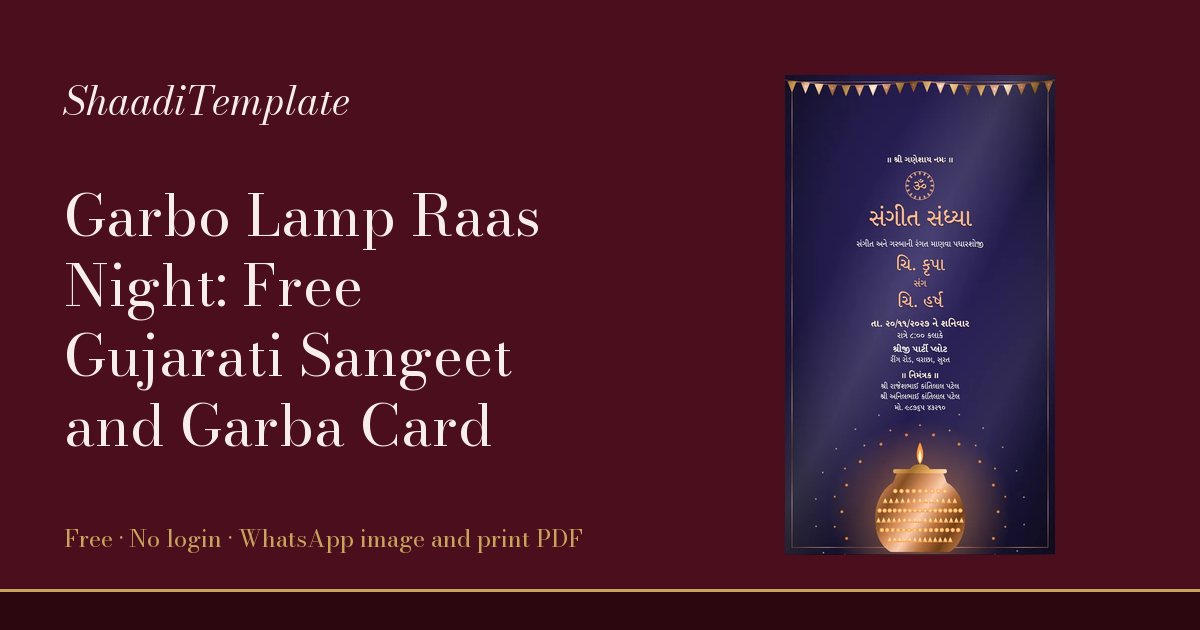 ShaadiTemplate
Garbo Lamp Raas
Night: Free
Gujarati Sangeet
and Garba Card
Free · No login · WhatsApp image and print PDF
॥ શ્રી ગણેશાય નમઃ ॥
ૐ
સંગીત સંધ્યા
સંગીત અને ગરબાની રંગત માણવા પધારશોજી
ચિ. કૃપા
સંગ
ચિ. હર્ષ
તા. ૨૦/૧૧/૨૦૨૭ ને શનિવાર
રાત્રે ૮:૦૦ કલાકે
શ્રીજી પાર્ટી પ્લોટ
રીંગ રોડ, વરાછા, સુરત
॥ નિમંત્રક ॥
શ્રી રાજેશભાઈ કાંતિલાલ પટેલ
શ્રી અનિલભાઈ કાંતિલાલ પટેલ
મો. ૯૮૭૬૫ ૪૩૨૧૦